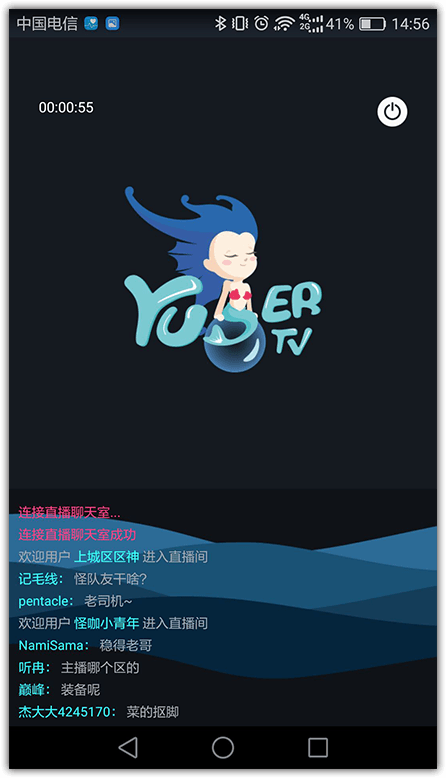 中国电信 4G 2G 41% 14:56
00:00:55
YUBER
TV
连接直播聊天室...
连接直播聊天室成功
欢迎用户 上城区区神 进入直播间
记毛线： 怪队友干啥?
pentacle： 老司机~
欢迎用户 怪咖小青年 进入直播间
NamiSama： 稳得老哥
听冉： 主播哪个区的
巅峰： 装备呢
杰大大4245170： 菜的抠脚